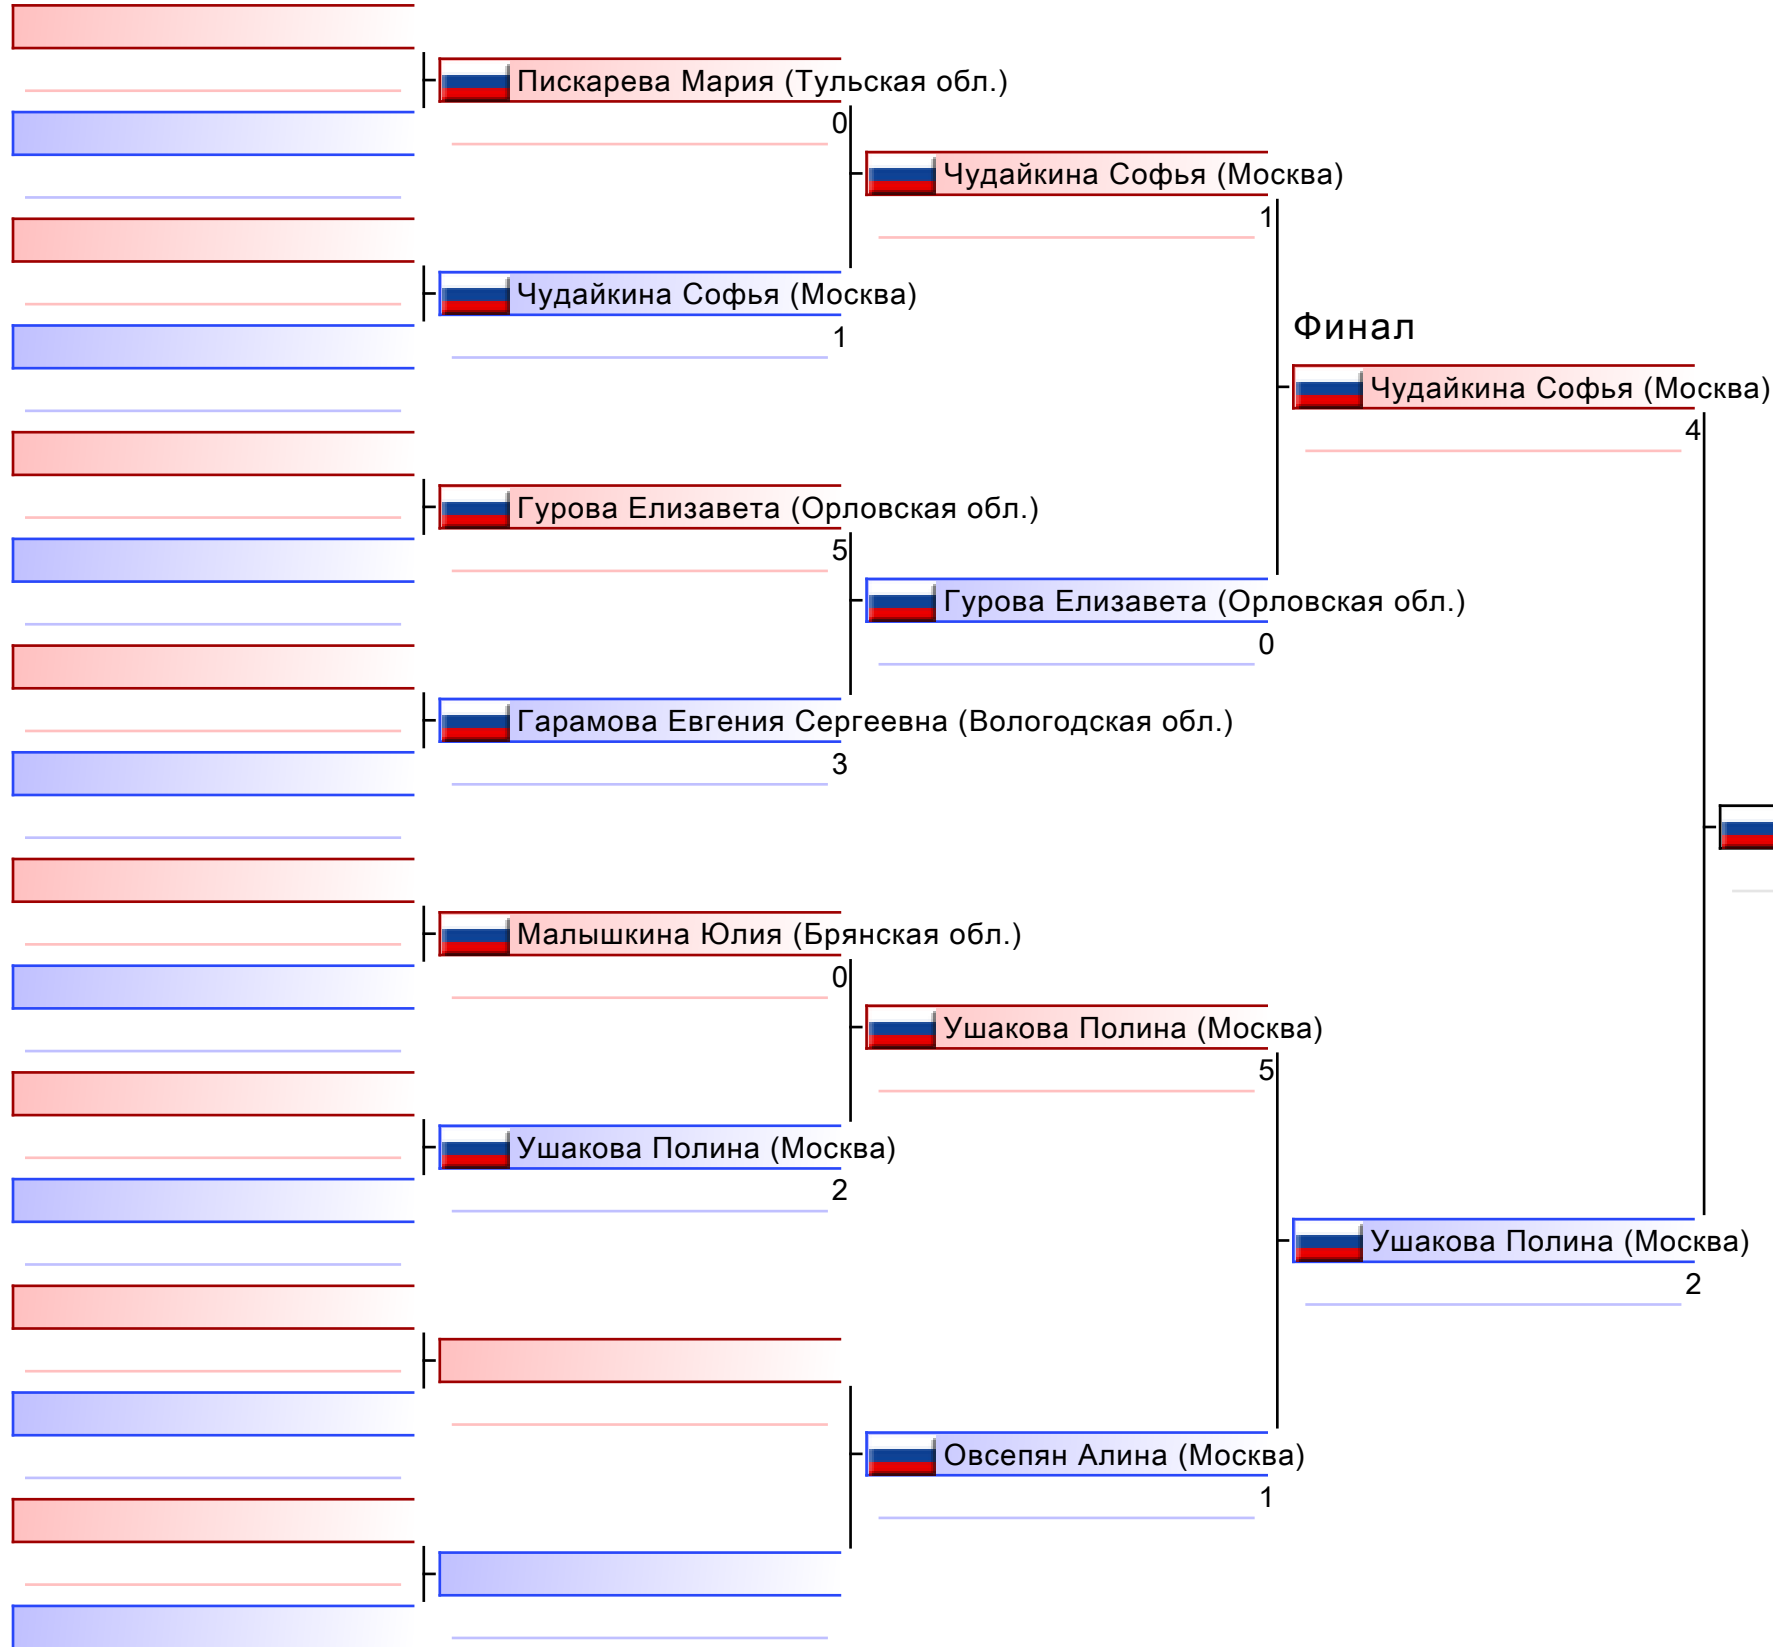 Пискарева Мария (Тульская обл.)
0
Чудайкина Софья (Москва)
1
Чудайкина Софья (Москва)
1
Финал
Чудайкина Софья (Москва)
4
Гурова Елизавета (Орловская обл.)
5
Гурова Елизавета (Орловская обл.)
0
Гарамова Евгения Сергеевна (Вологодская обл.)
3
Малышкина Юлия (Брянская обл.)
0
Ушакова Полина (Москва)
5
Ушакова Полина (Москва)
2
Ушакова Полина (Москва)
2
Овсепян Алина (Москва)
1